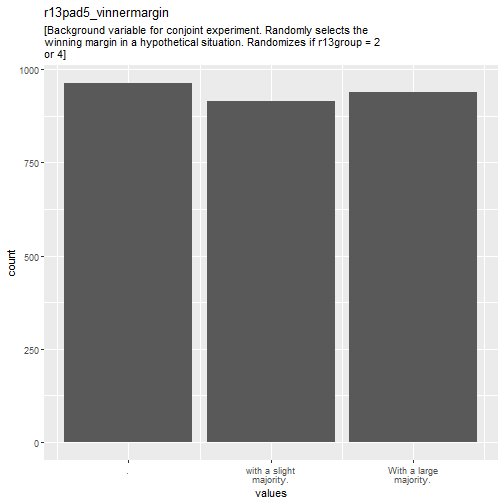 r13pad5_vinnermargin
[Background variable for conjoint experiment. Randomly selects the
winning margin in a hypothetical situation. Randomizes if r13group = 2
or 4]
1000
750
500
250
0
count
.
with a slight
majority.
With a large
majority.
values